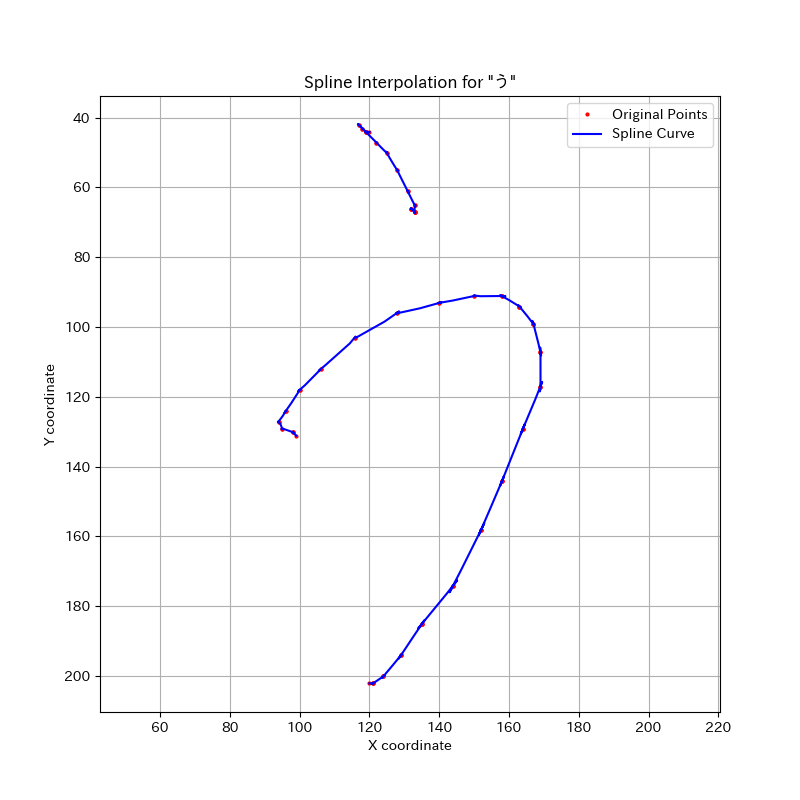 Spline Interpolation for "う"
Original Points
Spline Curve
40
60
80
100
120
140
160
180
200
Y coordinate
60 80 100 120 140 160 180 200 220
X coordinate
う